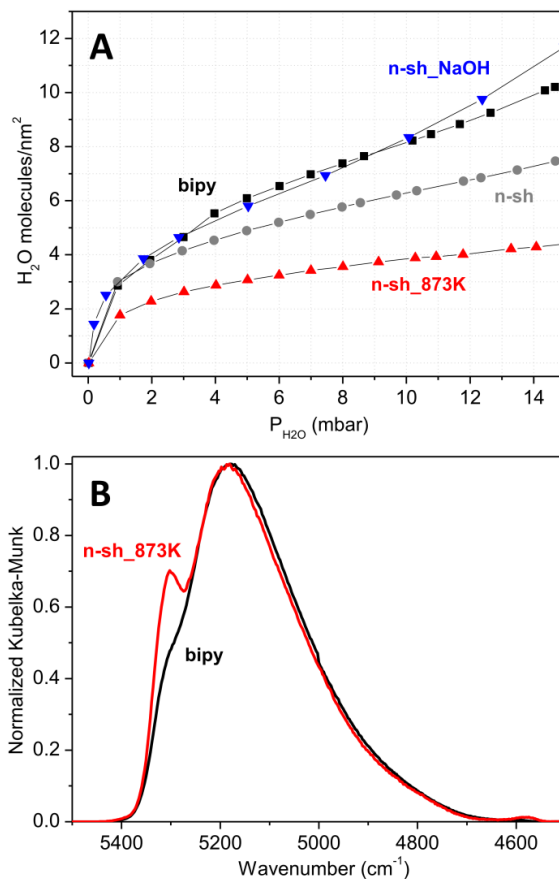 A
H₂O molecules/nm²
12
10
8
6
4
2
0
n-sh_NaOH
bipy
n-sh
n-sh_873K
0 2 4 6 8 10 12 14
P_H2O (mbar)
B
Normalized Kubelka-Munk
1.0
0.8
0.6
0.4
0.2
0.0
n-sh_873K
bipy
5400 5200 5000 4800 4600
Wavenumber (cm⁻¹)